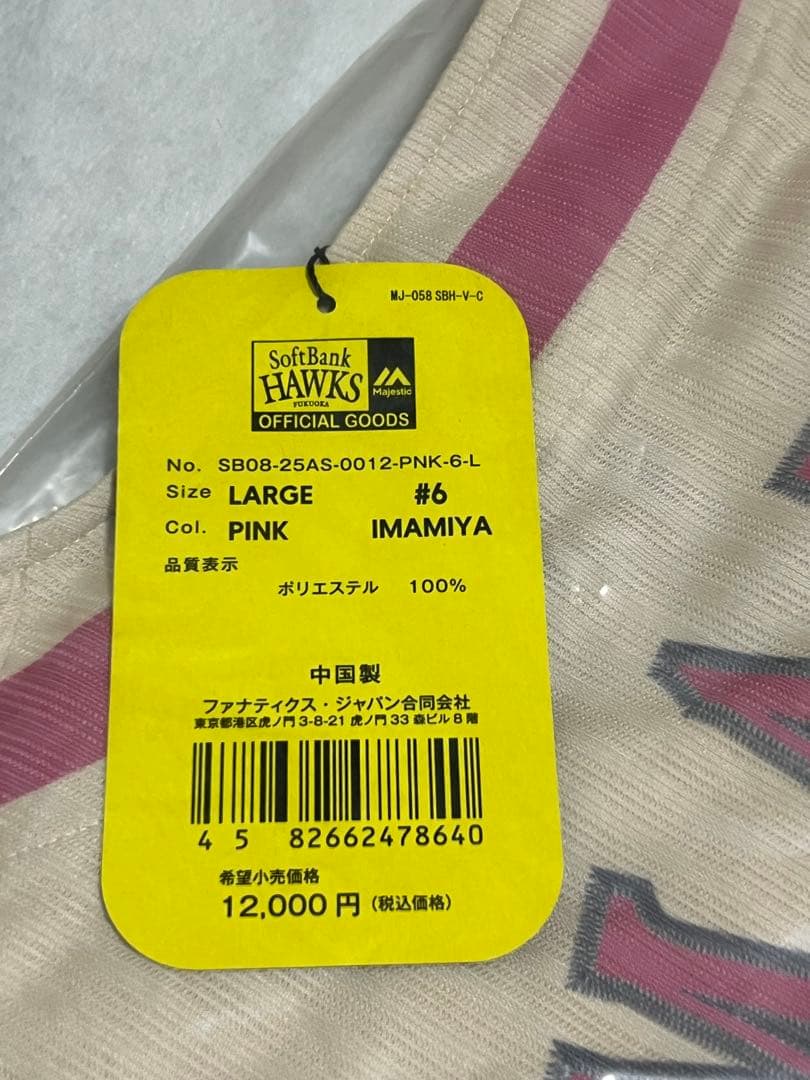 MJ-058 SBH-V-C
SoftBank
HAWKS
FUKUOKA
Majestic
OFFICIAL GOODS
No. SB08-25AS-0012-PNK-6-L
Size LARGE #6
Col. PINK IMAMIYA
品質表示
ポリエステル 100%
中国製
ファナティクス・ジャパン合同会社
東京都港区虎ノ門 3-8-21 虎ノ門 33 森ビル 8 階
4 5 82662478640
希望小売価格
12,000 円 (税込価格)